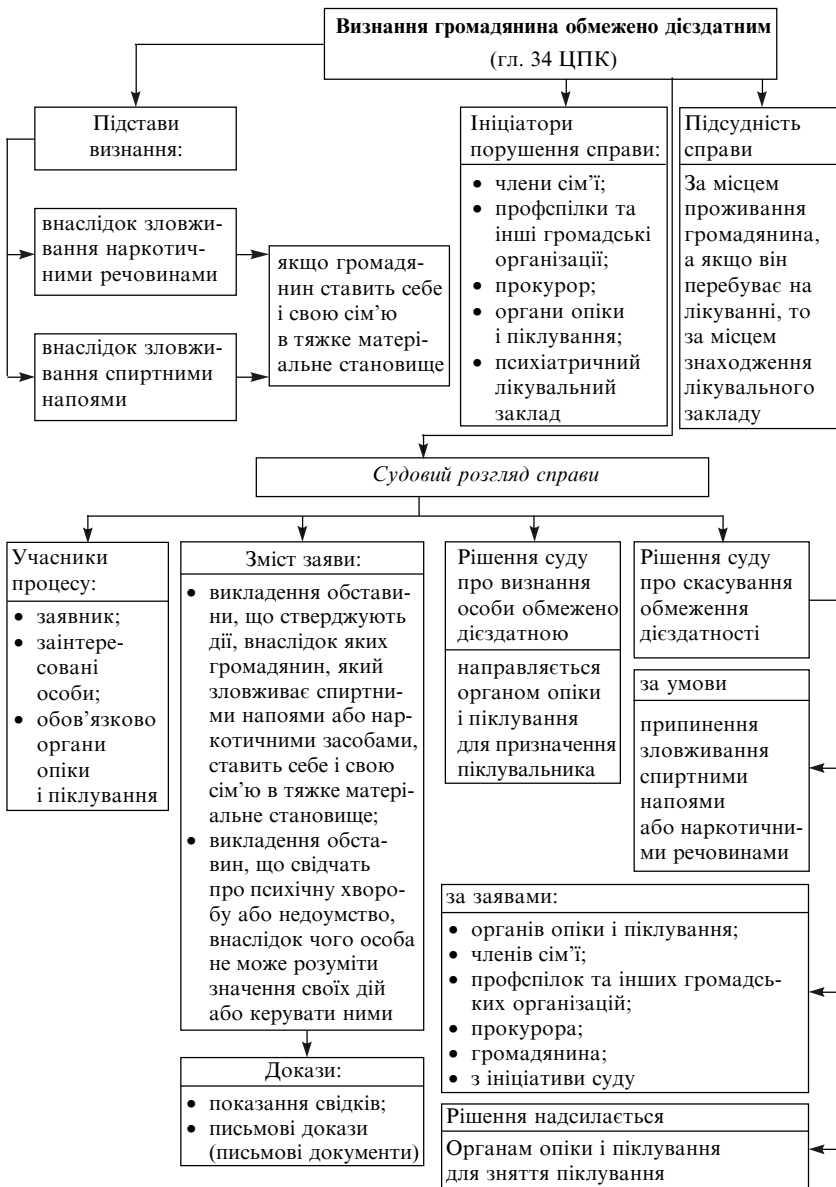 Визнання громадянина обмежено дієздатним
(гл. 34 ЦПК)
Підстави
визнання:
внаслідок зловжи-
вання наркотич-
ними речовинами
внаслідок зловжи-
вання спиртними
напоями
якщо громадя-
нин ставить себе
і свою сім’ю
в тяжке матері-
альне становище
Ініціатори
порушення справи:
• члени сім’ї;
• профспілки та
інші громадські
організації;
• прокурор;
• органи опіки
і піклування;
• психіатричний
лікувальний
заклад
Підсудність
справи
За місцем
проживання
громадянина,
а якщо він
перебуває на
лікуванні, то
за місцем
знаходження
лікувального
закладу
Судовий розгляд справи
Учасники
процесу:
• заявник;
• заінтере-
совані
особи;
• обов’язково
органи
опіки
і піклування
Зміст заяви:
• викладення обстави-
ни, що стверджують
дії, внаслідок яких
громадянин, який
зловживає спиртни-
ми напоями або нар-
котичними засобами,
ставить себе і свою
сім’ю в тяжке матері-
альне становище;
• викладення обста-
вин, що свідчать
про психічну хворо-
бу або недоумство,
внаслідок чого особа
не може розуміти
значення своїх дій
або керувати ними
Докази:
• показання свідків;
• письмові докази
(письмові документи)
Рішення суду
про визнання
особи обмежено
дієздатною
направляється
органом опіки
і піклування
для призначення
піклувальника
Рішення суду
про скасування
обмеження
дієздатності
за умови
припинення
зловживання
спиртними
напоями
або наркотични-
ми речовинами
за заявами:
• органів опіки і піклування;
• членів сім’ї;
• профспілок та інших громадсь-
ких організацій;
• прокурора;
• громадянина;
• з ініціативи суду
Рішення надсилається
Органам опіки і піклування
для зняття піклування